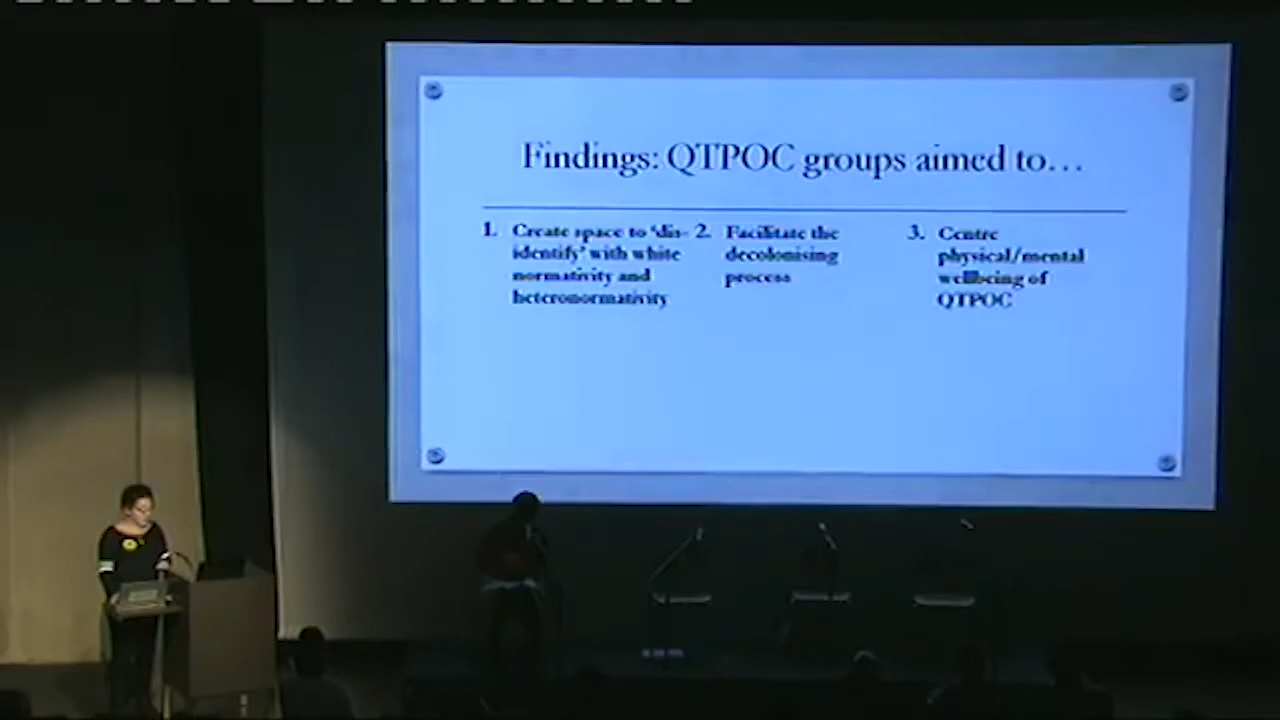 Findings: QTPOC groups aimed to…
1. Create space to ‘dis-
identify’ with white
normativity and
heteronormativity
2. Facilitate the
decolonising
process
3. Centre
physical/mental
wellbeing of
QTPOC